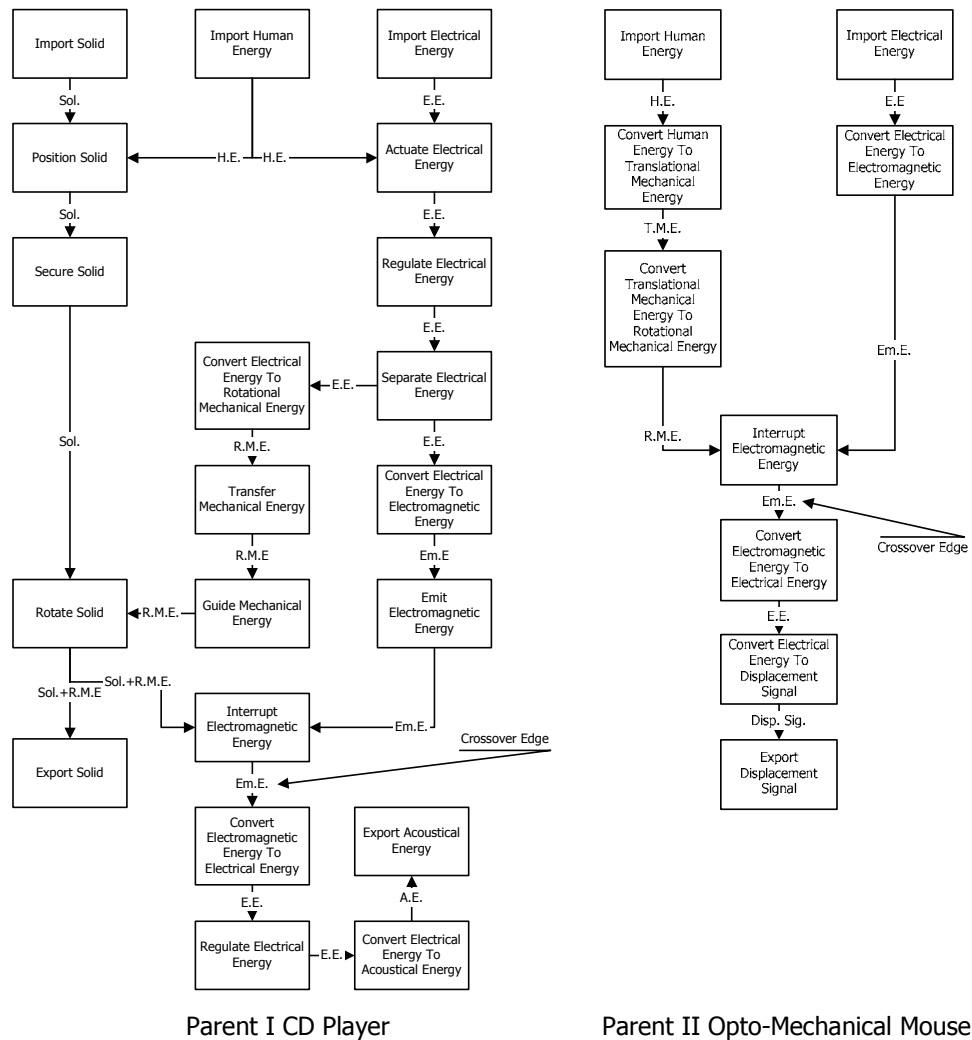 Import Solid
Import Human
Energy
Import Electrical
Energy
Sol.
E.E.
Position Solid
H.E.
H.E.
Actuate Electrical
Energy
Sol.
E.E.
Secure Solid
Regulate Electrical
Energy
E.E.
Convert Electrical
Energy To
Rotational
Mechanical Energy
E.E.
Separate Electrical
Energy
Sol.
R.M.E.
E.E.
Transfer
Mechanical Energy
Convert Electrical
Energy To
Electromagnetic
Energy
R.M.E
Em.E
Rotate Solid
R.M.E.
Guide Mechanical
Energy
Emit
Electromagnetic
Energy
Sol.+R.M.E
Sol.+R.M.E.
Interrupt
Electromagnetic
Energy
Em.E.
Export Solid
Crossover Edge
Em.E.
Convert
Electromagnetic
Energy To
Electrical Energy
Export Acoustical
Energy
E.E.
A.E.
Regulate Electrical
Energy
E.E.
Convert Electrical
Energy To
Acoustical Energy
Parent I CD Player
Import Human
Energy
Import Electrical
Energy
H.E.
E.E
Convert Human
Energy To
Translational
Mechanical
Energy
Convert Electrical
Energy To
Electromagnetic
Energy
T.M.E.
Convert
Translational
Mechanical
Energy To
Rotational
Mechanical Energy
Em.E.
R.M.E.
Interrupt
Electromagnetic
Energy
Em.E.
Crossover Edge
Convert
Electromagnetic
Energy To
Electrical Energy
E.E.
Convert Electrical
Energy To
Displacement
Signal
Disp. Sig.
Export
Displacement
Signal
Parent II Opto-Mechanical Mouse